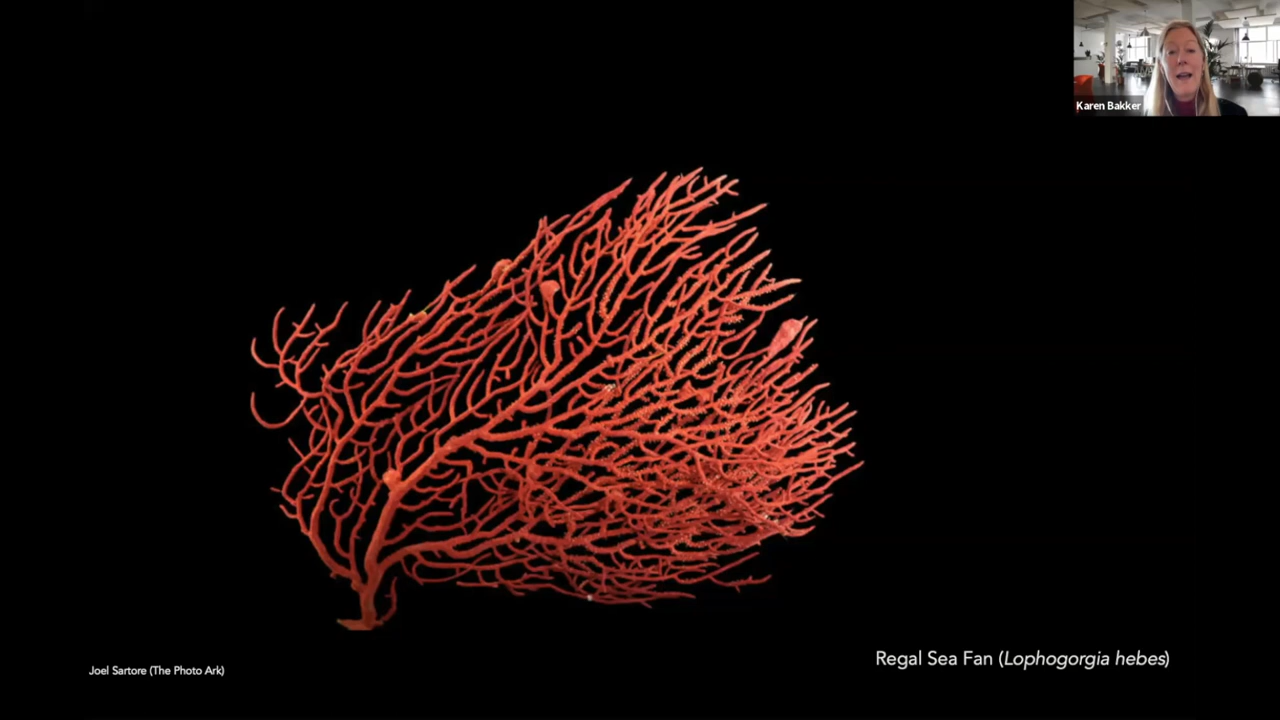 Karen Bakker
Joel Sartore (The Photo Ark)
Regal Sea Fan (Lophogorgia hebes)